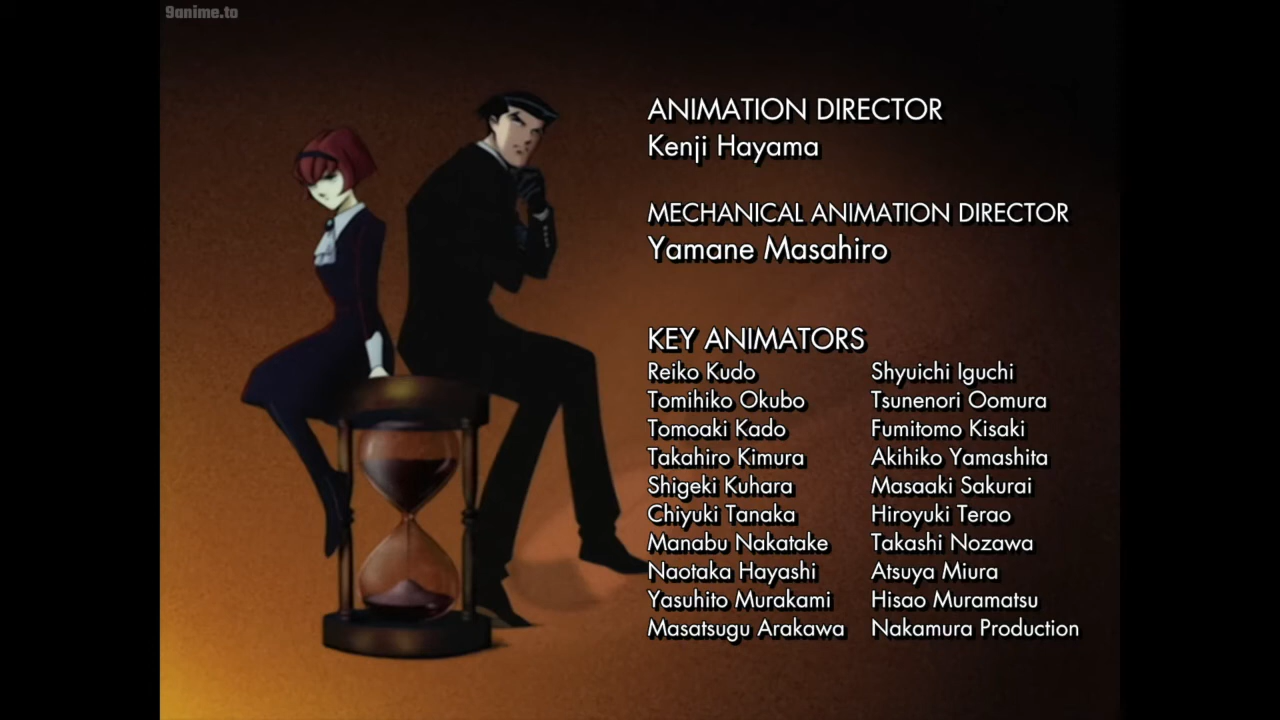 9anime.to
ANIMATION DIRECTOR
Kenji Hayama
MECHANICAL ANIMATION DIRECTOR
Yamane Masahiro
KEY ANIMATORS
Reiko Kudo
Tomihiko Okubo
Tomoaki Kado
Takahiro Kimura
Shigeki Kuhara
Chiyuki Tanaka
Manabu Nakatake
Naotaka Hayashi
Yasuhito Murakami
Masatsugu Arakawa
Shyuichi Iguchi
Tsunenori Oomura
Fumitomo Kisaki
Akihiko Yamashita
Masaaki Sakurai
Hiroyuki Terao
Takashi Nozawa
Atsuya Miura
Hisao Muramatsu
Nakamura Production